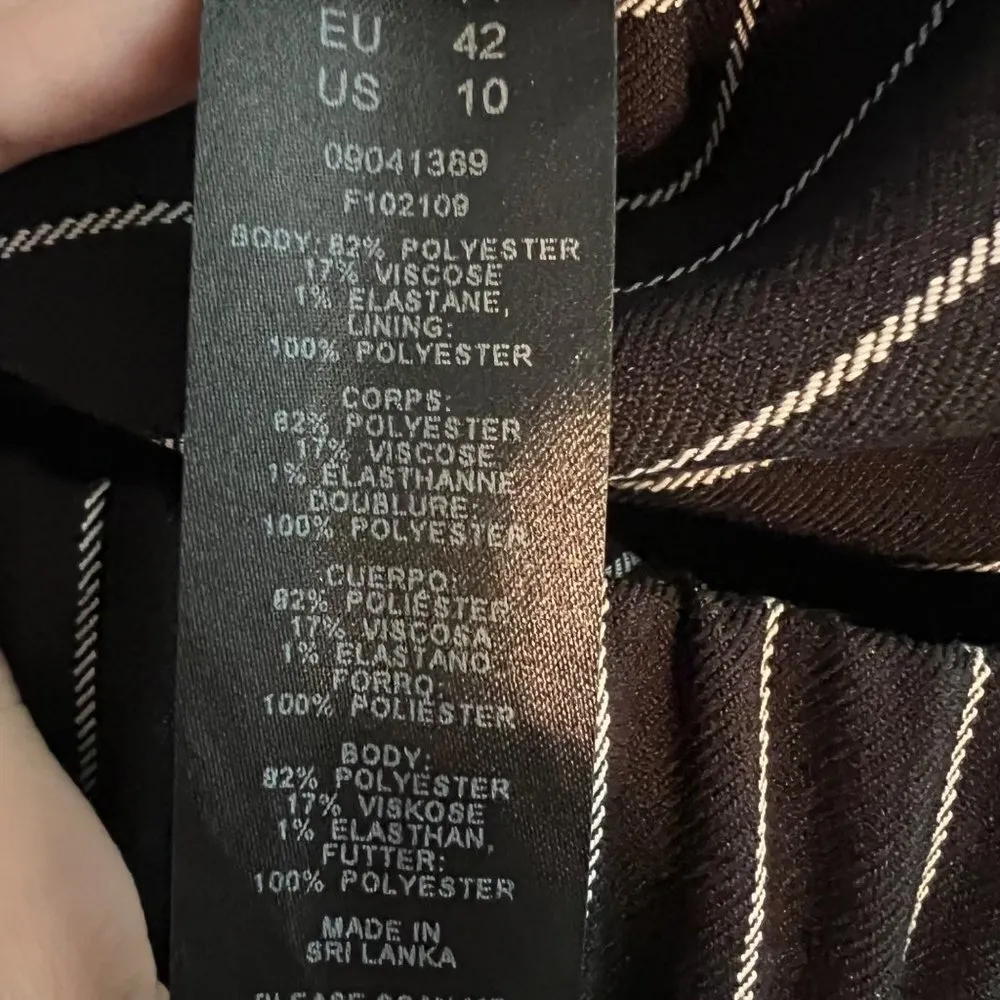 EU 42
US 10
09041389
F102109
BODY: 82% POLYESTER
17% VISCOSE
1% ELASTANE,
LINING:
100% POLYESTER
CORPS:
82% POLYESTER
17% VISCOSE
1% ELASTHANNE
DOUBLURE:
100% POLYESTER
CUERPO:
82% POLIÉSTER
17% VISCOSA
1% ELASTANO
FORRO,
100% POLIÉSTER
BODY:
82% POLYESTER
17% VISKOSE
1% ELASTHAN,
FUTTER:
100% POLYESTER
MADE IN
SRI LANKA